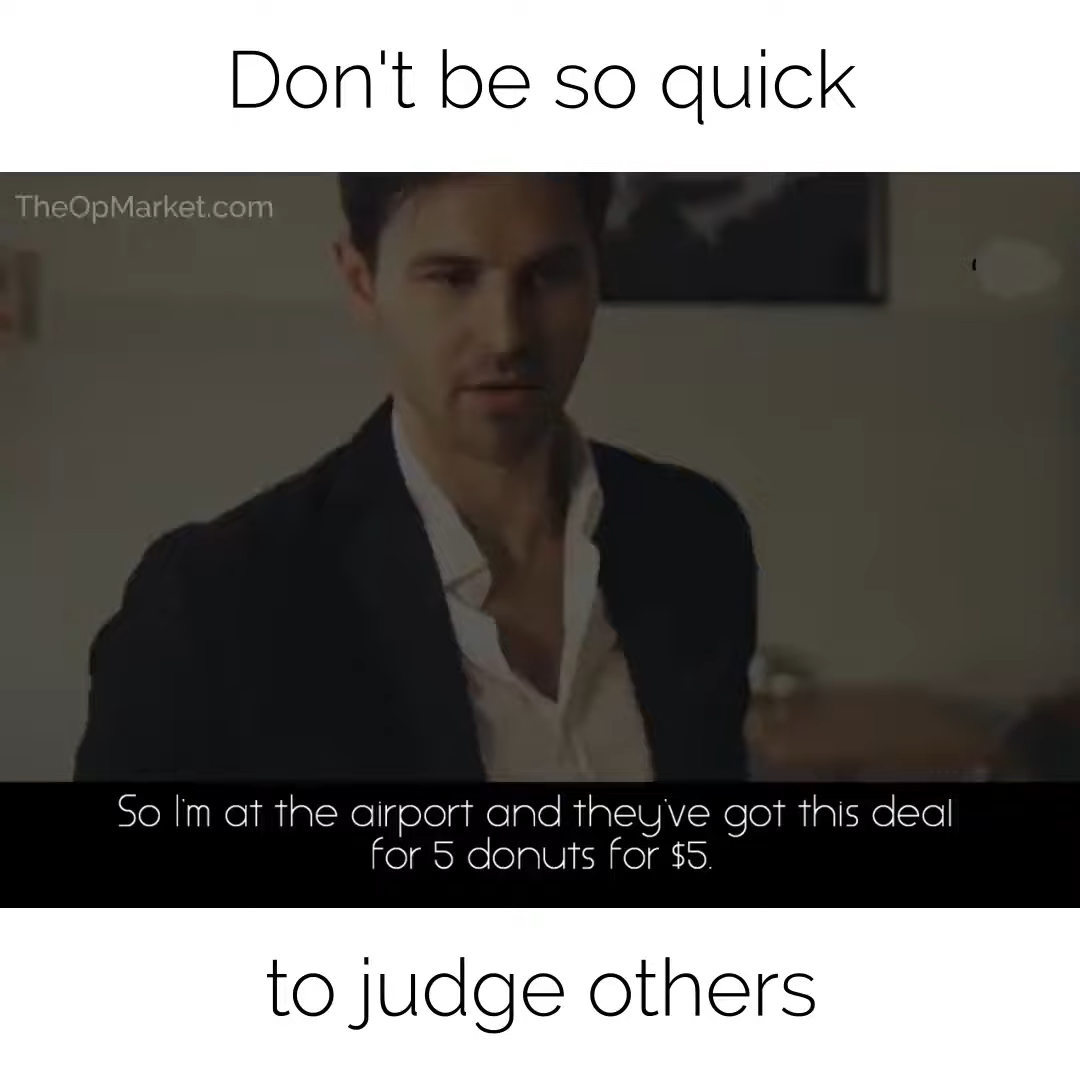 Don't be so quick
TheOpMarket.com
So I'm at the airport and they've got this deal
for 5 donuts for $5.
to judge others